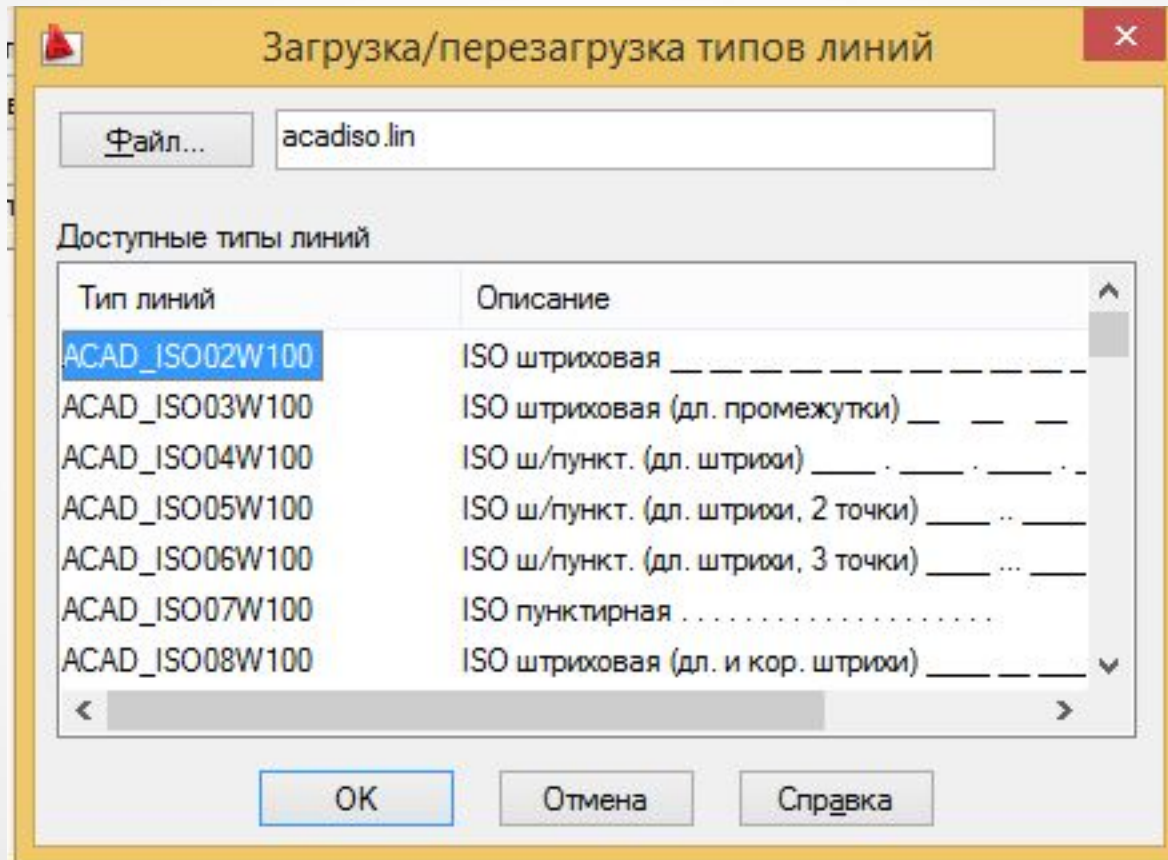 Загрузка/перезагрузка типов линий
Файл... acadiso.lin
Доступные типы линий
Тип линий Описание
ACAD_ISO02W100 ISO штриховая __ __ __ __ __ __ __ __ __ __ _
ACAD_ISO03W100 ISO штриховая (дл. промежутки) __ __ __
ACAD_ISO04W100 ISO ш/пункт. (дл. штрихи) ____ . ____ . ____ . _
ACAD_ISO05W100 ISO ш/пункт. (дл. штрихи, 2 точки) ____ .. ____
ACAD_ISO06W100 ISO ш/пункт. (дл. штрихи, 3 точки) ____ ... ____
ACAD_ISO07W100 ISO пунктирная . . . . . . . . . . . . . . . . . . . .
ACAD_ISO08W100 ISO штриховая (дл. и кор. штрихи) ____ __ ____
OK Отмена Справка